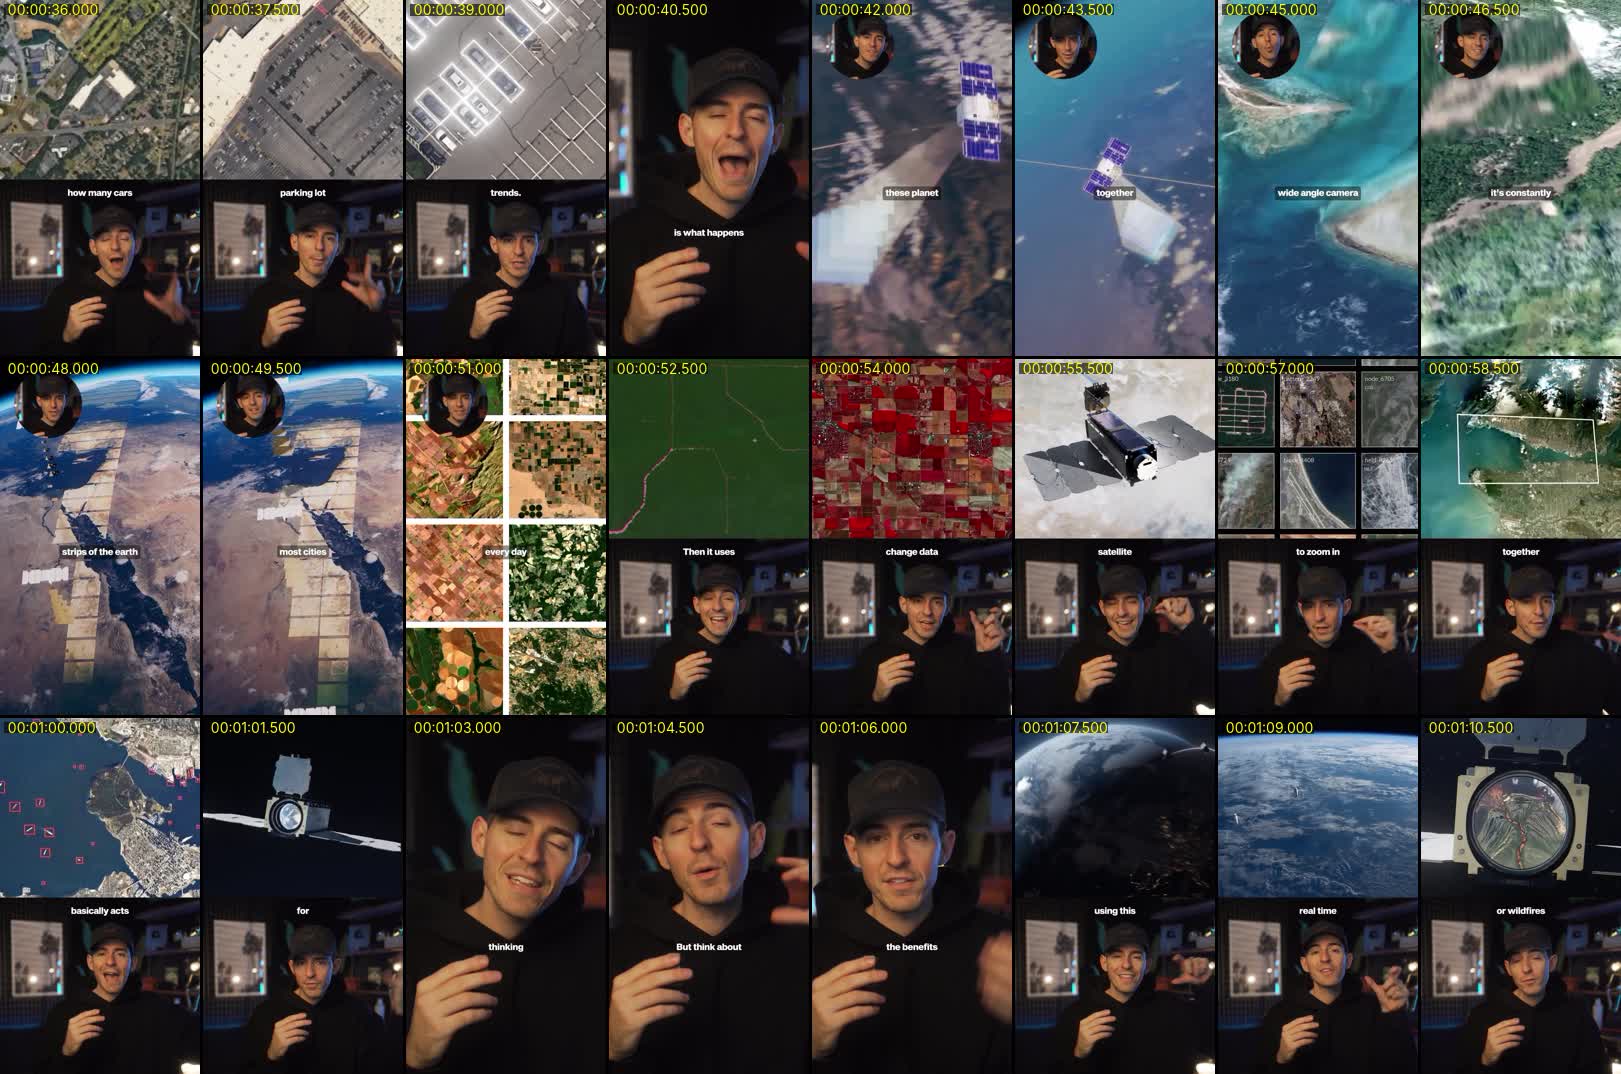 00:00:36.000
how many cars
00:00:37.500
parking lot
00:00:39.000
trends.
00:00:40.500
is what happens
00:00:42.000
these planet
00:00:43.500
together
00:00:45.000
wide angle camera
00:00:46.500
it's constantly
00:00:48.000
strips of the earth
00:00:49.500
most cities
00:00:51.000
every day
00:00:52.500
Then it uses
00:00:54.000
change data
00:00:55.500
satellite
00:00:57.000
to zoom in
00:00:58.500
together
00:01:00.000
basically acts
00:01:01.500
for
00:01:03.000
thinking
00:01:04.500
But think about
00:01:06.000
the benefits
00:01:07.500
using this
00:01:09.000
real time
00:01:10.500
or wildfires